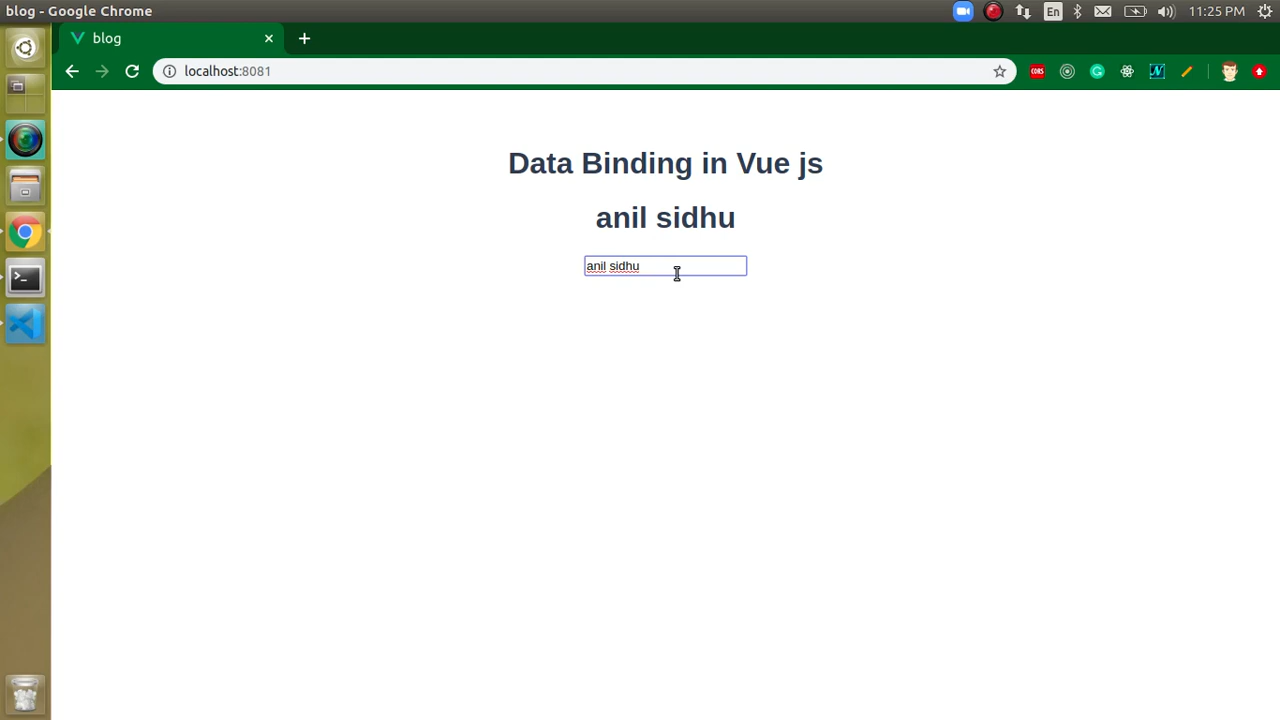 blog - Google Chrome
En
11:25 PM
blog
localhost:8081
CORS
N
Data Binding in Vue js
anil sidhu
anil sidhu